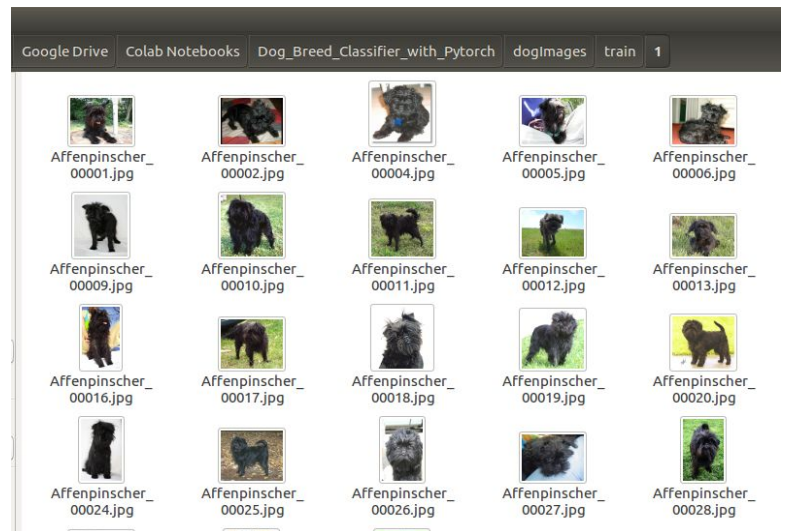 Google Drive Colab Notebooks Dog_Breed_Classifier_with_Pytorch dogImages train 1
Affenpinscher_ Affenpinscher_ Affenpinscher_ Affenpinscher_ Affenpinscher_
00001.jpg 00002.jpg 00004.jpg 00005.jpg 00006.jpg
Affenpinscher_ Affenpinscher_ Affenpinscher_ Affenpinscher_ Affenpinscher_
00009.jpg 00010.jpg 00011.jpg 00012.jpg 00013.jpg
Affenpinscher_ Affenpinscher_ Affenpinscher_ Affenpinscher_ Affenpinscher_
00016.jpg 00017.jpg 00018.jpg 00019.jpg 00020.jpg
Affenpinscher_ Affenpinscher_ Affenpinscher_ Affenpinscher_ Affenpinscher_
00024.jpg 00025.jpg 00026.jpg 00027.jpg 00028.jpg